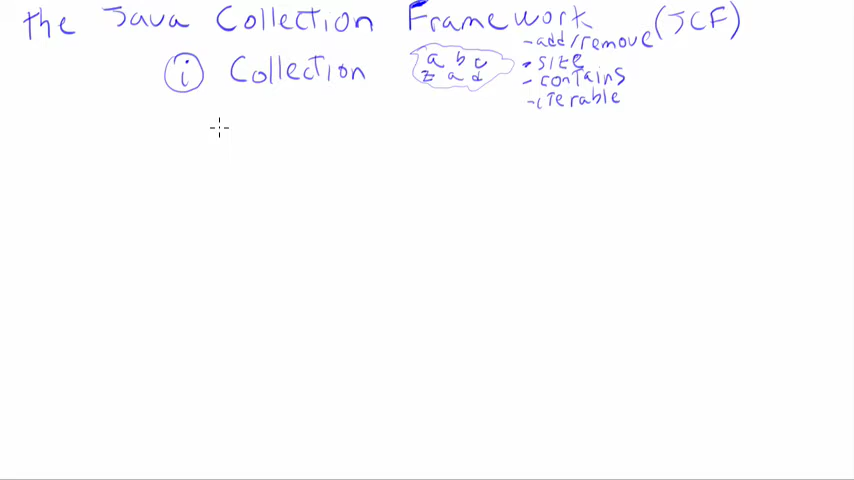 the Java Collection Framework (JCF)
- add/remove
- size
- contains
- iterable
i Collection
a b c
z a d